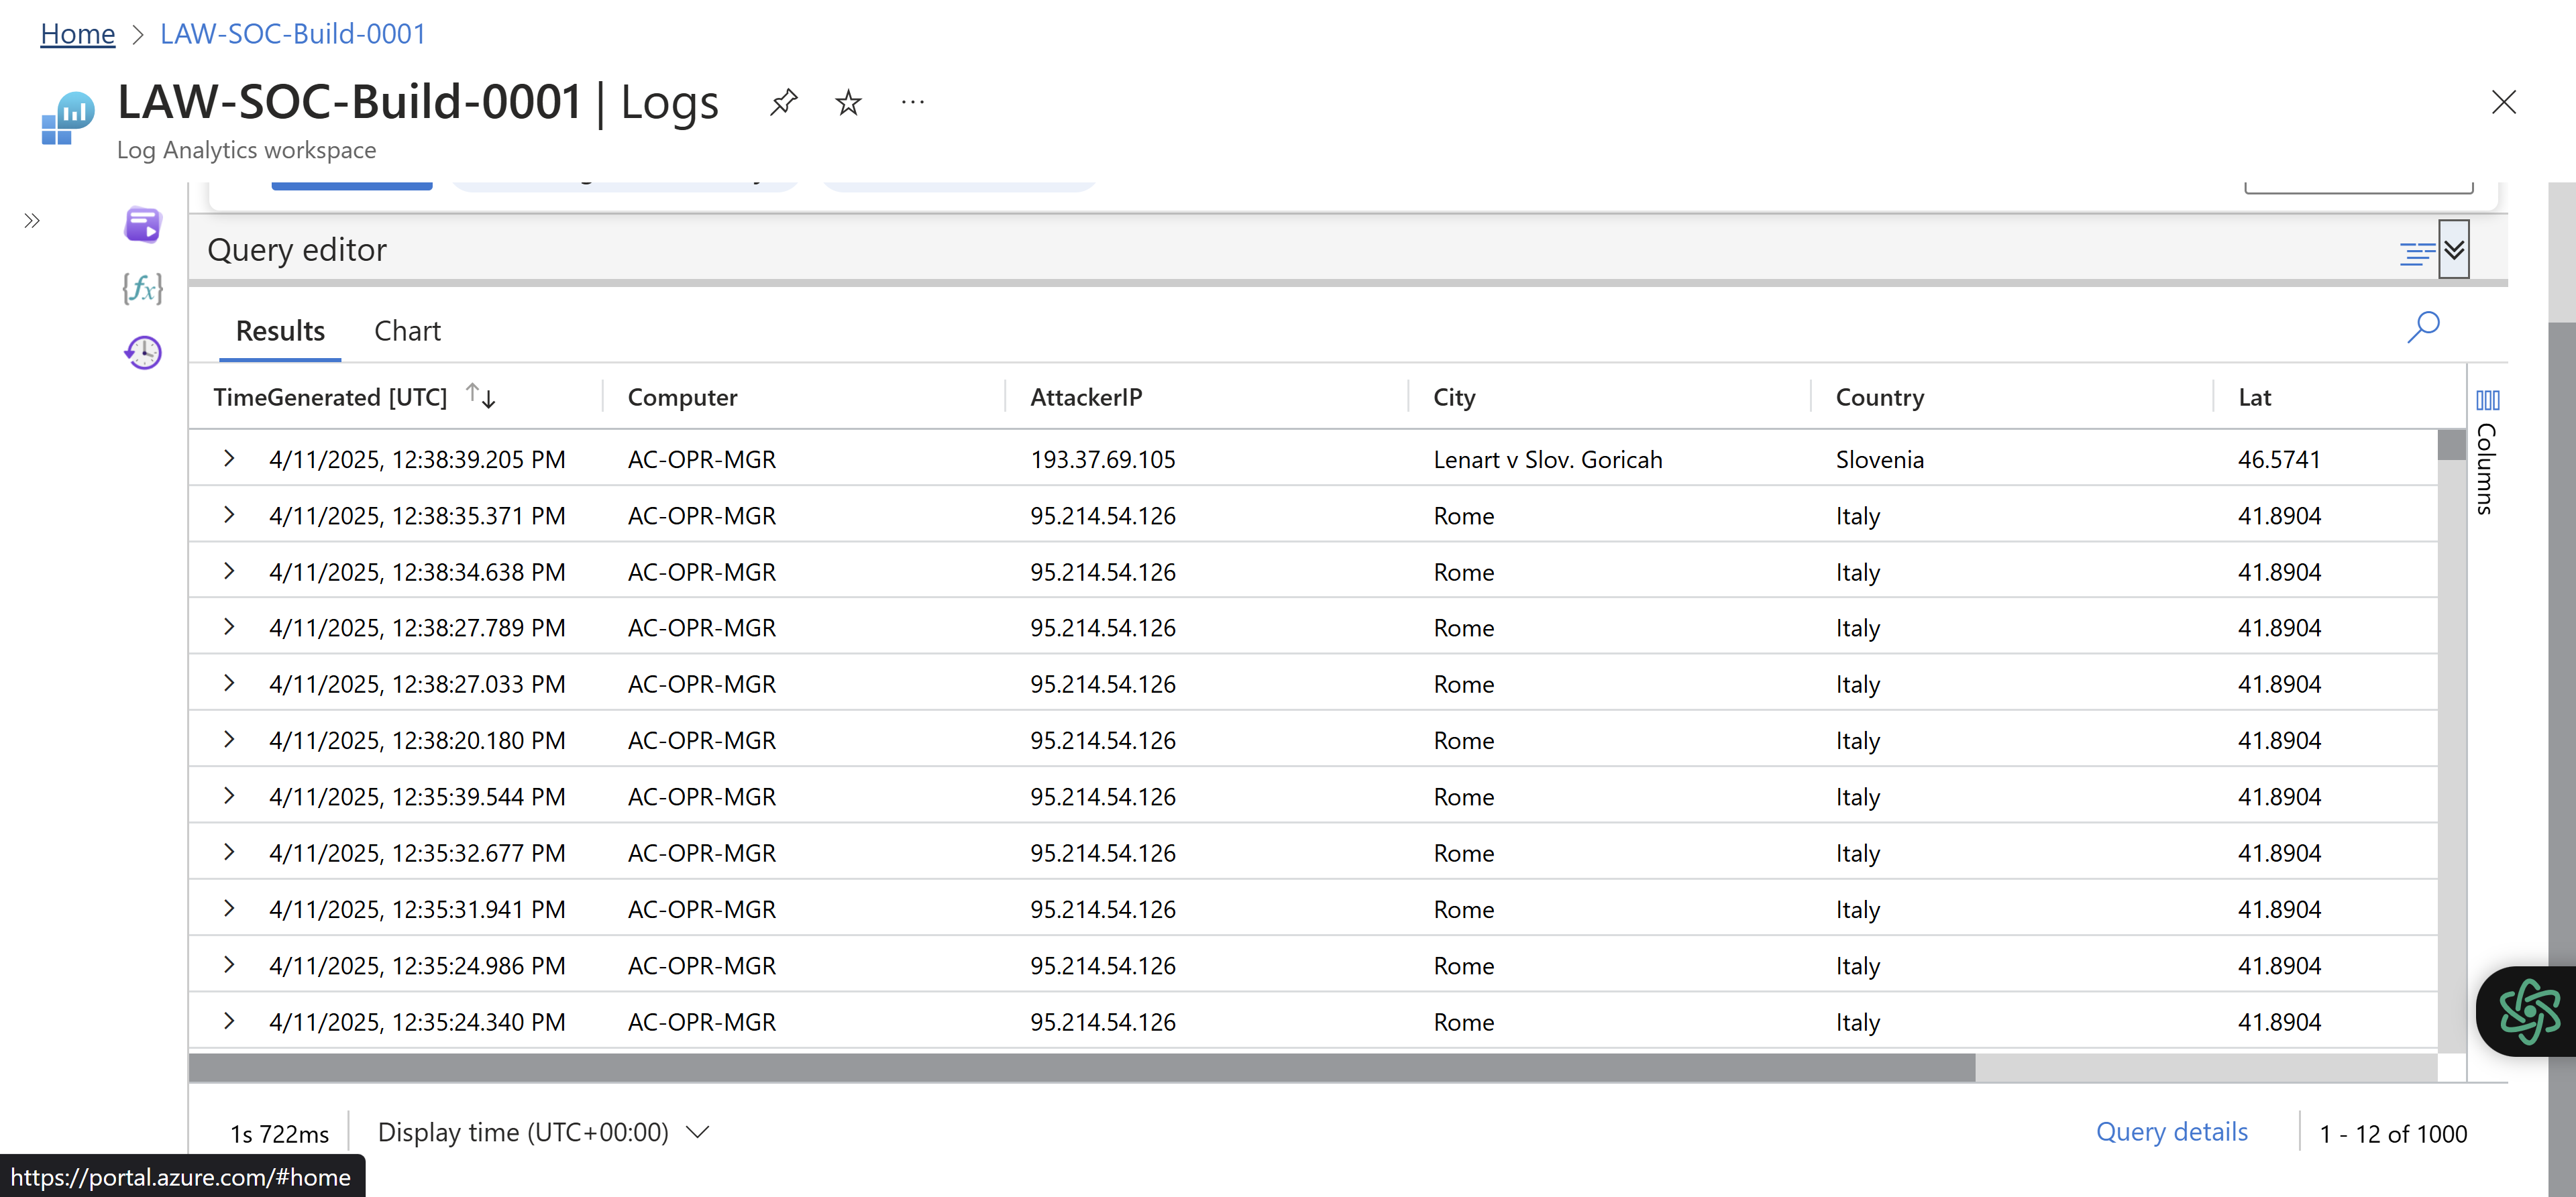 Home > LAW-SOC-Build-0001
LAW-SOC-Build-0001 | Logs
Log Analytics workspace
Query editor
Results Chart
TimeGenerated [UTC] Computer AttackerIP City Country Lat
4/11/2025, 12:38:39.205 PM AC-OPR-MGR 193.37.69.105 Lenart v Slov. Goricah Slovenia 46.5741
4/11/2025, 12:38:35.371 PM AC-OPR-MGR 95.214.54.126 Rome Italy 41.8904
4/11/2025, 12:38:34.638 PM AC-OPR-MGR 95.214.54.126 Rome Italy 41.8904
4/11/2025, 12:38:27.789 PM AC-OPR-MGR 95.214.54.126 Rome Italy 41.8904
4/11/2025, 12:38:27.033 PM AC-OPR-MGR 95.214.54.126 Rome Italy 41.8904
4/11/2025, 12:38:20.180 PM AC-OPR-MGR 95.214.54.126 Rome Italy 41.8904
4/11/2025, 12:35:39.544 PM AC-OPR-MGR 95.214.54.126 Rome Italy 41.8904
4/11/2025, 12:35:32.677 PM AC-OPR-MGR 95.214.54.126 Rome Italy 41.8904
4/11/2025, 12:35:31.941 PM AC-OPR-MGR 95.214.54.126 Rome Italy 41.8904
4/11/2025, 12:35:24.986 PM AC-OPR-MGR 95.214.54.126 Rome Italy 41.8904
4/11/2025, 12:35:24.340 PM AC-OPR-MGR 95.214.54.126 Rome Italy 41.8904
Columns
1s 722ms Display time (UTC+00:00) Query details 1 - 12 of 1000
https://portal.azure.com/#home